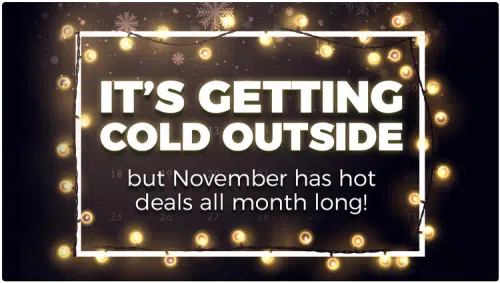 IT'S GETTING
COLD OUTSIDE
but November has hot
deals all month long!